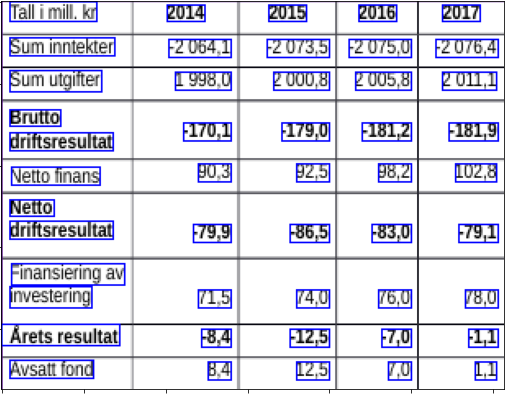 Tall i mill. kr 2014 2015 2016 2017
Sum inntekter -2 064,1 -2 073,5 -2 075,0 -2 076,4
Sum utgifter 1 998,0 2 000,8 2 005,8 2 011,1
Brutto
driftsresultat -170,1 -179,0 -181,2 -181,9
Netto finans 90,3 92,5 98,2 102,8
Netto
driftsresultat -79,9 -86,5 -83,0 -79,1
Finansiering av
investering 71,5 74,0 76,0 78,0
Årets resultat -8,4 -12,5 -7,0 -1,1
Avsatt fond 8,4 12,5 7,0 1,1